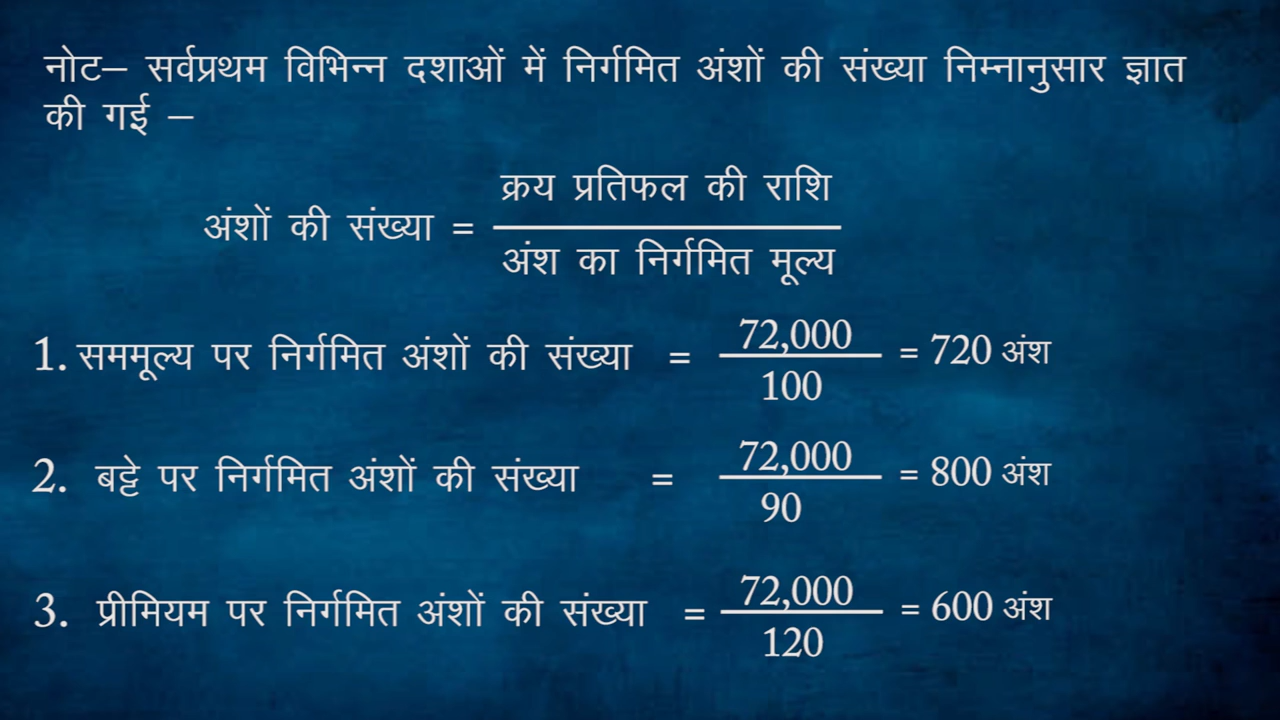 नोट– सर्वप्रथम विभिन्न दशाओं में निर्गमित अंशों की संख्या निम्नानुसार ज्ञात
की गई –
क्रय प्रतिफल की राशि
अंशों की संख्या =
अंश का निर्गमित मूल्य
72,000
1. सममूल्य पर निर्गमित अंशों की संख्या = = 720 अंश
100
72,000
2. बट्टे पर निर्गमित अंशों की संख्या = = 800 अंश
90
72,000
3. प्रीमियम पर निर्गमित अंशों की संख्या = = 600 अंश
120